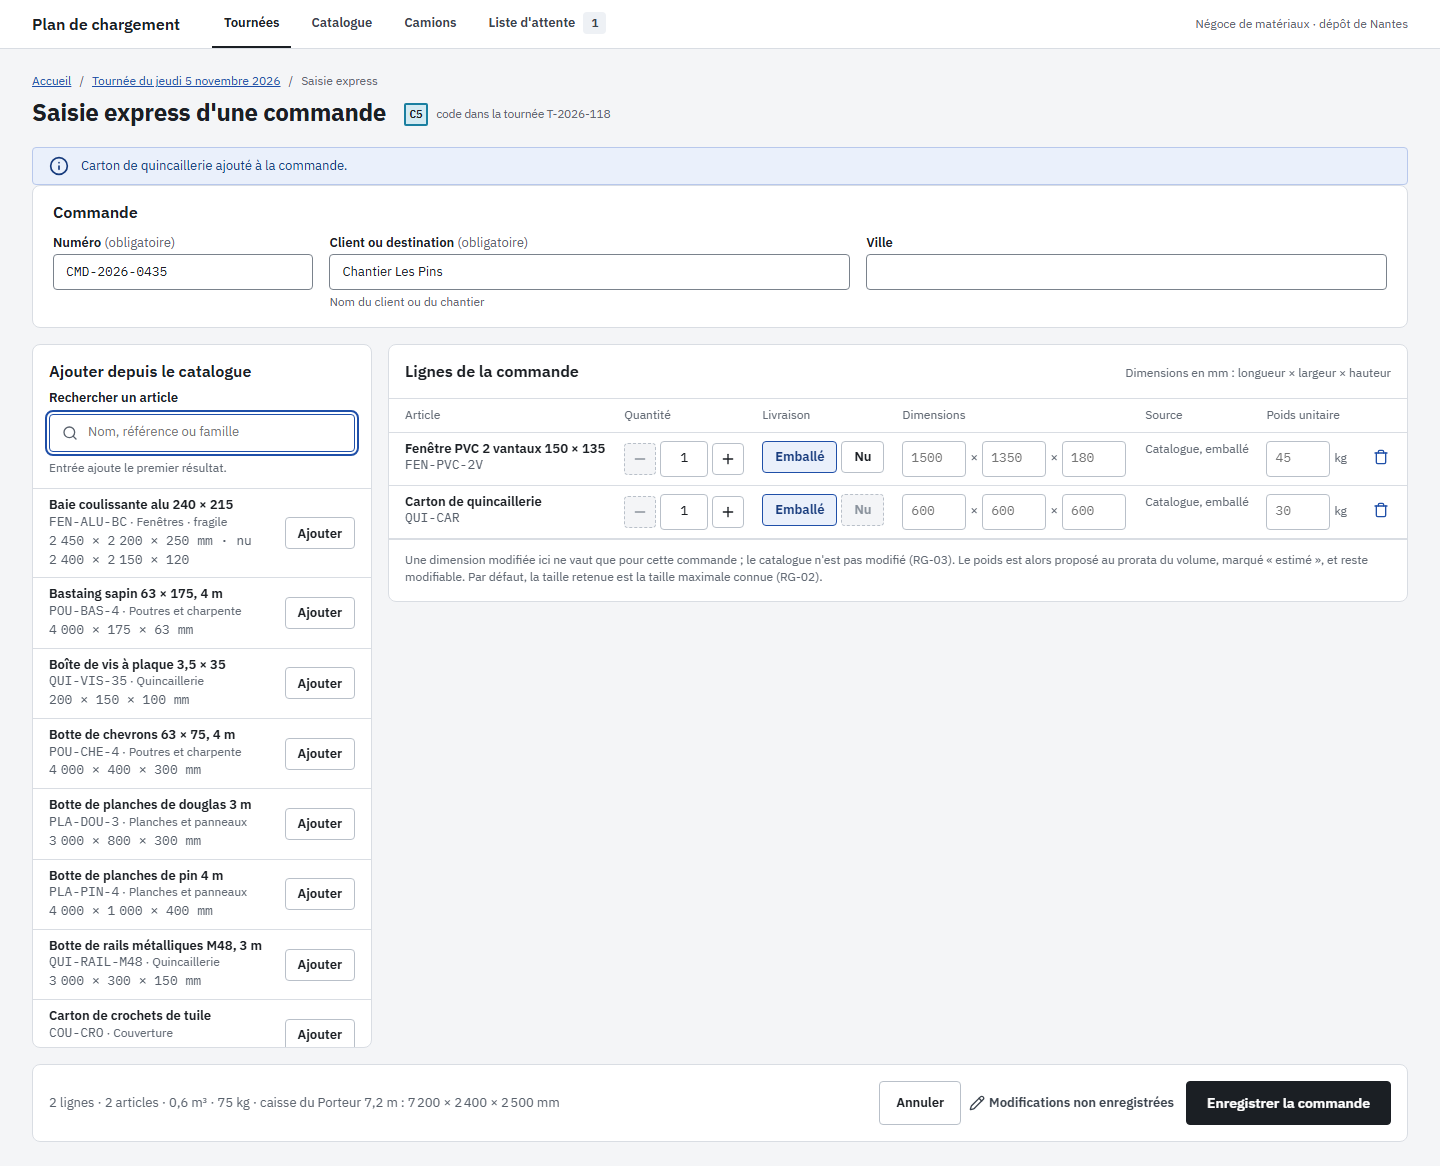 Plan de chargement
Tournées
Catalogue
Camions
Liste d'attente 1
Négoce de matériaux · dépôt de Nantes
Accueil / Tournée du jeudi 5 novembre 2026 / Saisie express
Saisie express d'une commande
C5 code dans la tournée T-2026-118
Carton de quincaillerie ajouté à la commande.
Commande
Numéro (obligatoire)
CMD-2026-0435
Client ou destination (obligatoire)
Chantier Les Pins
Nom du client ou du chantier
Ville
Ajouter depuis le catalogue
Rechercher un article
Nom, référence ou famille
Entrée ajoute le premier résultat.
Baie coulissante alu 240 × 215
FEN-ALU-BC · Fenêtres · fragile
2 450 × 2 200 × 250 mm · nu
2 400 × 2 150 × 120
Ajouter
Bastaing sapin 63 × 175, 4 m
POU-BAS-4 · Poutres et charpente
4 000 × 175 × 63 mm
Ajouter
Boîte de vis à plaque 3,5 × 35
QUI-VIS-35 · Quincaillerie
200 × 150 × 100 mm
Ajouter
Botte de chevrons 63 × 75, 4 m
POU-CHE-4 · Poutres et charpente
4 000 × 400 × 300 mm
Ajouter
Botte de planches de douglas 3 m
PLA-DOU-3 · Planches et panneaux
3 000 × 800 × 300 mm
Ajouter
Botte de planches de pin 4 m
PLA-PIN-4 · Planches et panneaux
4 000 × 1 000 × 400 mm
Ajouter
Botte de rails métalliques M48, 3 m
QUI-RAIL-M48 · Quincaillerie
3 000 × 300 × 150 mm
Ajouter
Carton de crochets de tuile
COU-CRO · Couverture
Ajouter
Lignes de la commande
Dimensions en mm : longueur × largeur × hauteur
Article Quantité Livraison Dimensions Source Poids unitaire
Fenêtre PVC 2 vantaux 150 × 135
FEN-PVC-2V
− 1 + Emballé Nu 1500 × 1350 × 180 Catalogue, emballé 45 kg
Carton de quincaillerie
QUI-CAR
− 1 + Emballé Nu 600 × 600 × 600 Catalogue, emballé 30 kg
Une dimension modifiée ici ne vaut que pour cette commande ; le catalogue n'est pas modifié (RG-03). Le poids est alors proposé au prorata du volume, marqué « estimé », et reste
modifiable. Par défaut, la taille retenue est la taille maximale connue (RG-02).
2 lignes · 2 articles · 0,6 m³ · 75 kg · caisse du Porteur 7,2 m : 7 200 × 2 400 × 2 500 mm
Annuler
Modifications non enregistrées
Enregistrer la commande